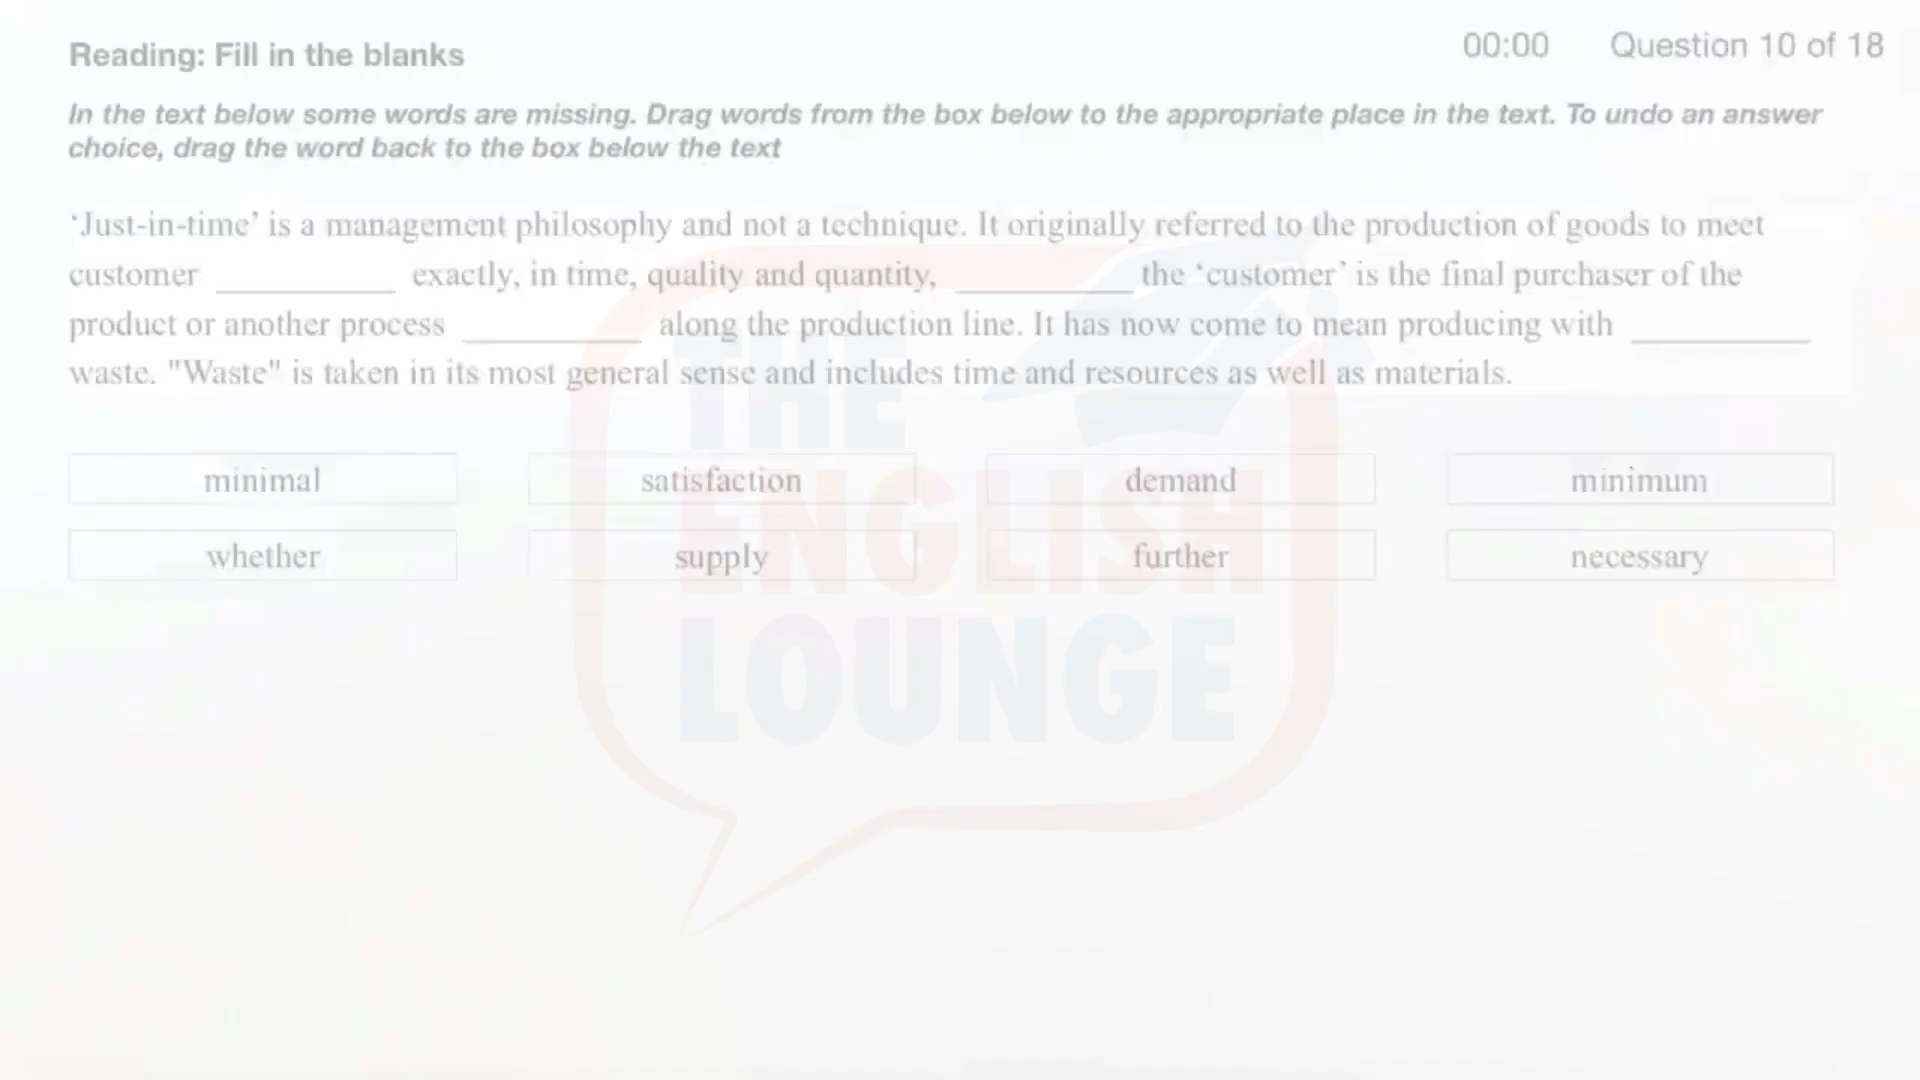 Reading: Fill in the blanks
00:00 Question 10 of 18
In the text below some words are missing. Drag words from the box below to the appropriate place in the text. To undo an answer
choice, drag the word back to the box below the text
‘Just-in-time’ is a management philosophy and not a technique. It originally referred to the production of goods to meet
customer ___________ exactly, in time, quality and quantity, ___________ the ‘customer’ is the final purchaser of the
product or another process ___________ along the production line. It has now come to mean producing with ___________
waste. "Waste" is taken in its most general sense and includes time and resources as well as materials.
minimal satisfaction demand minimum
whether supply further necessary
THE
ENGLISH
LOUNGE